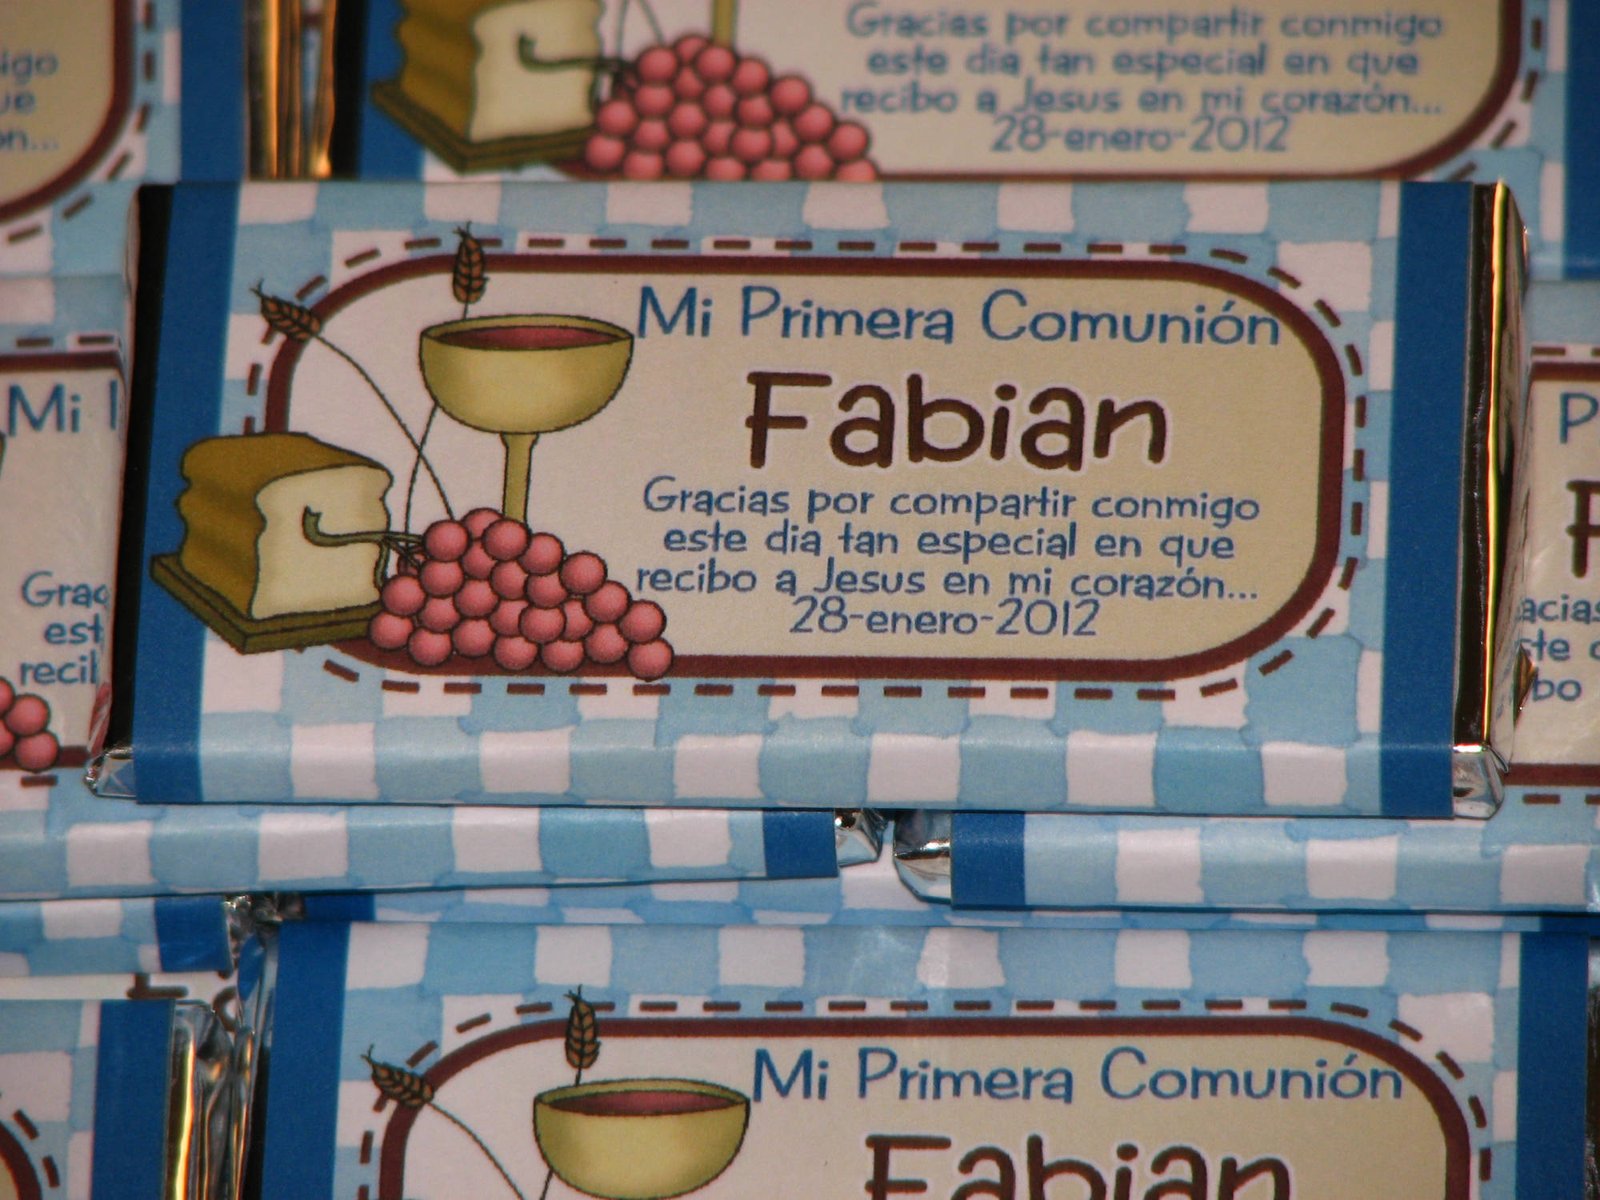 Gracias por compartir conmigo
este dia tan especial en que
recibo a Jesus en mi corazón...
28-enero-2012
Mi Primera Comunión
Fabian
Gracias por compartir conmigo
este dia tan especial en que
recibo a Jesus en mi corazón...
28-enero-2012
Mi
Mi Primera Comunión
Fabian